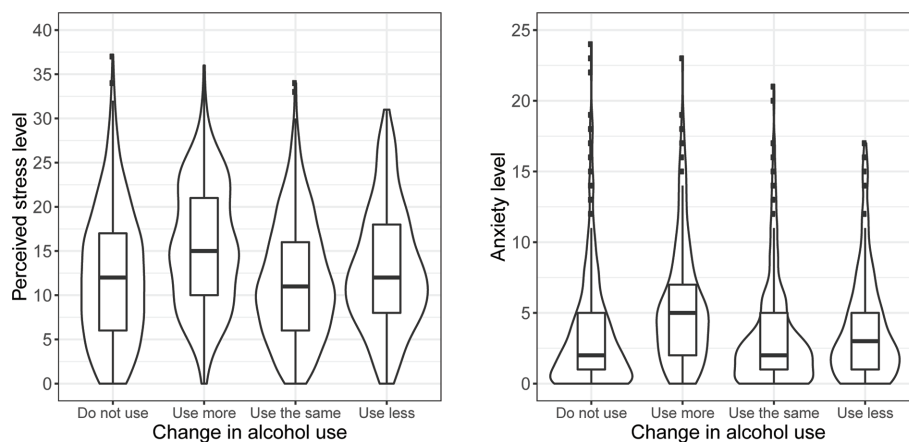 Perceived stress level
40
35
30
25
20
15
10
5
0
Do not use Use more Use the same Use less
Change in alcohol use
Anxiety level
25
20
15
10
5
0
Do not use Use more Use the same Use less
Change in alcohol use